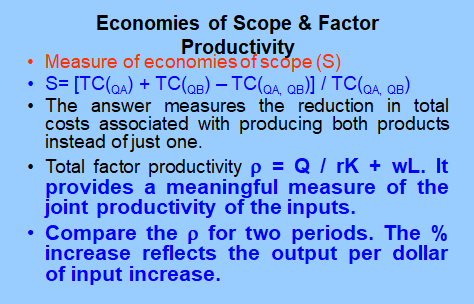 Economies of Scope & Factor
Productivity
• Measure of economies of scope (S)
• S= [TC(QA) + TC(QB) – TC(QA, QB)] / TC(QA, QB)
• The answer measures the reduction in total
costs associated with producing both products
instead of just one.
• Total factor productivity ρ = Q / rK + wL. It
provides a meaningful measure of the
joint productivity of the inputs.
• Compare the ρ for two periods. The %
increase reflects the output per dollar
of input increase.